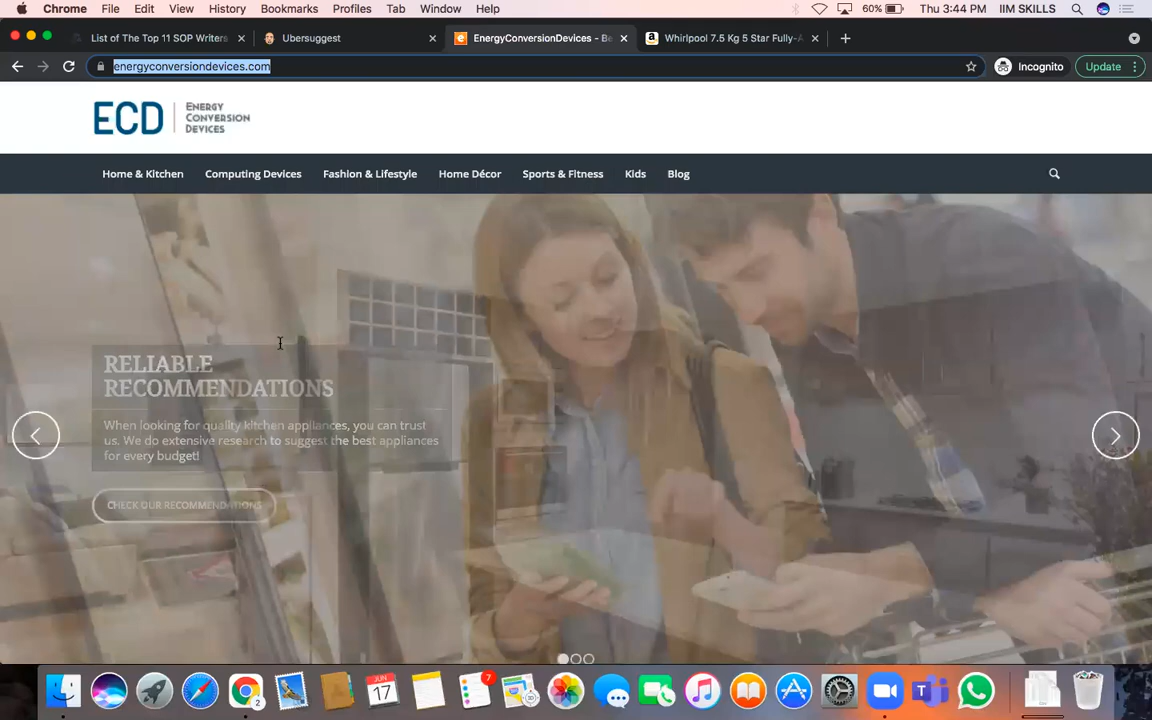 Chrome File Edit View History Bookmarks Profiles Tab Window Help 60% Thu 3:44 PM IIM SKILLS
List of The Top 11 SOP Writers Ubersuggest EnergyConversionDevices - Be Whirlpool 7.5 Kg 5 Star Fully-A
energyconversiondevices.com Incognito Update
ECD ENERGY
CONVERSION
DEVICES
Home & Kitchen Computing Devices Fashion & Lifestyle Home Décor Sports & Fitness Kids Blog
RELIABLE
RECOMMENDATIONS
When looking for quality kitchen appliances, you can trust
us. We do extensive research to suggest the best appliances
for every budget!
CHECK OUR RECOMMENDATIONS
7
2
JUN
17